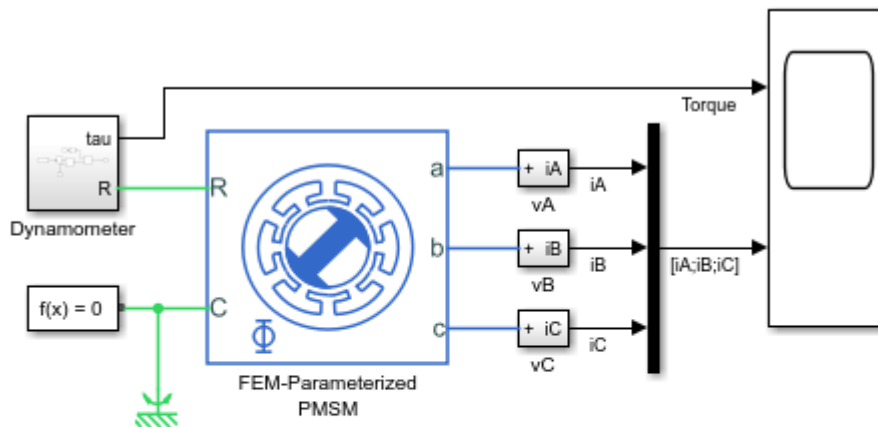 Torque
tau
R
Dynamometer
R
a
+ iA
iA
vA
b
+ iB
iB
vB
[iA;iB;iC]
f(x) = 0
C
c
+ iC
iC
vC
Φ
FEM-Parameterized
PMSM